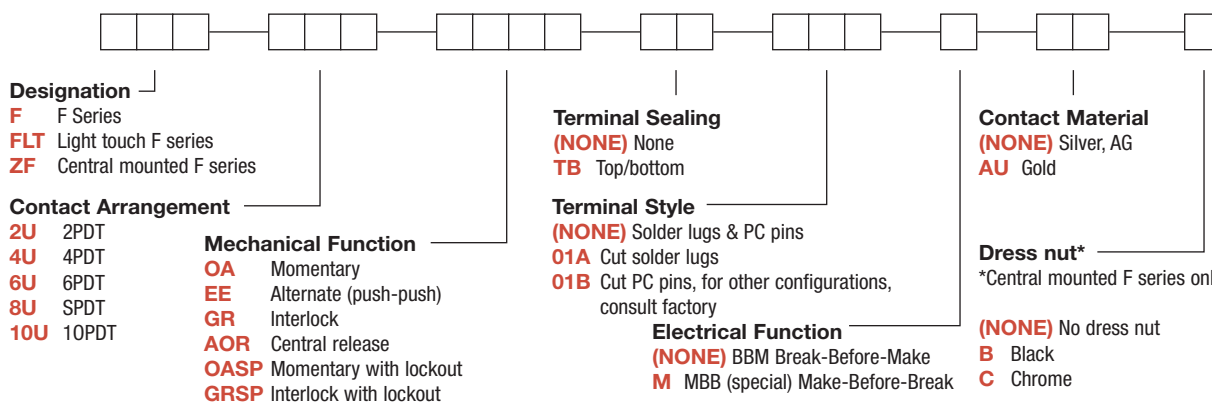 Designation
F F Series
FLT Light touch F series
ZF Central mounted F series
Contact Arrangement
2U 2PDT
4U 4PDT
6U 6PDT
8U SPDT
10U 10PDT
Mechanical Function
OA Momentary
EE Alternate (push-push)
GR Interlock
AOR Central release
OASP Momentary with lockout
GRSP Interlock with lockout
Terminal Sealing
(NONE) None
TB Top/bottom
Terminal Style
(NONE) Solder lugs & PC pins
01A Cut solder lugs
01B Cut PC pins, for other configurations,
consult factory
Electrical Function
(NONE) BBM Break-Before-Make
M MBB (special) Make-Before-Break
Contact Material
(NONE) Silver, AG
AU Gold
Dress nut*
*Central mounted F series onl
(NONE) No dress nut
B Black
C Chrome